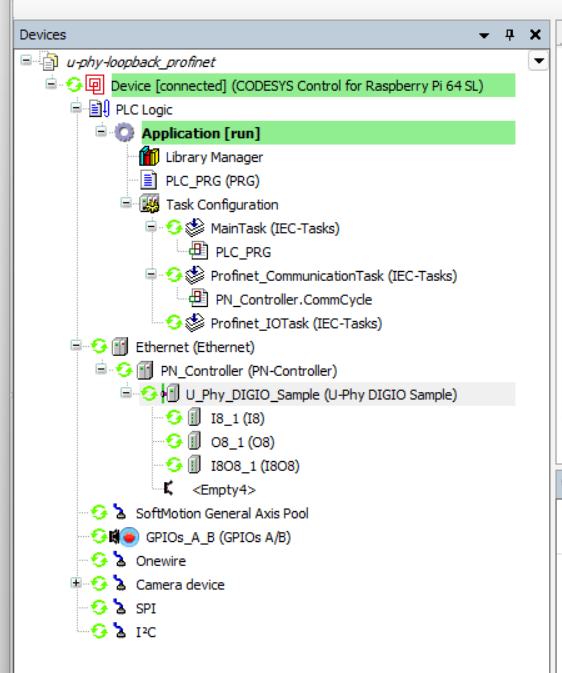 Devices
u-phy-loopback_profinet
Device [connected] (CODESYS Control for Raspberry Pi 64 SL)
PLC Logic
Application [run]
Library Manager
PLC_PRG (PRG)
Task Configuration
MainTask (IEC-Tasks)
PLC_PRG
Profinet_CommunicationTask (IEC-Tasks)
PN_Controller.CommCycle
Profinet_IOTask (IEC-Tasks)
Ethernet (Ethernet)
PN_Controller (PN-Controller)
U_Phy_DIGIO_Sample (U-Phy DIGIO Sample)
I8_1 (I8)
O8_1 (O8)
I8O8_1 (I8O8)
<Empty4>
SoftMotion General Axis Pool
GPIOs_A_B (GPIOs A/B)
Onewire
Camera device
SPI
I²C